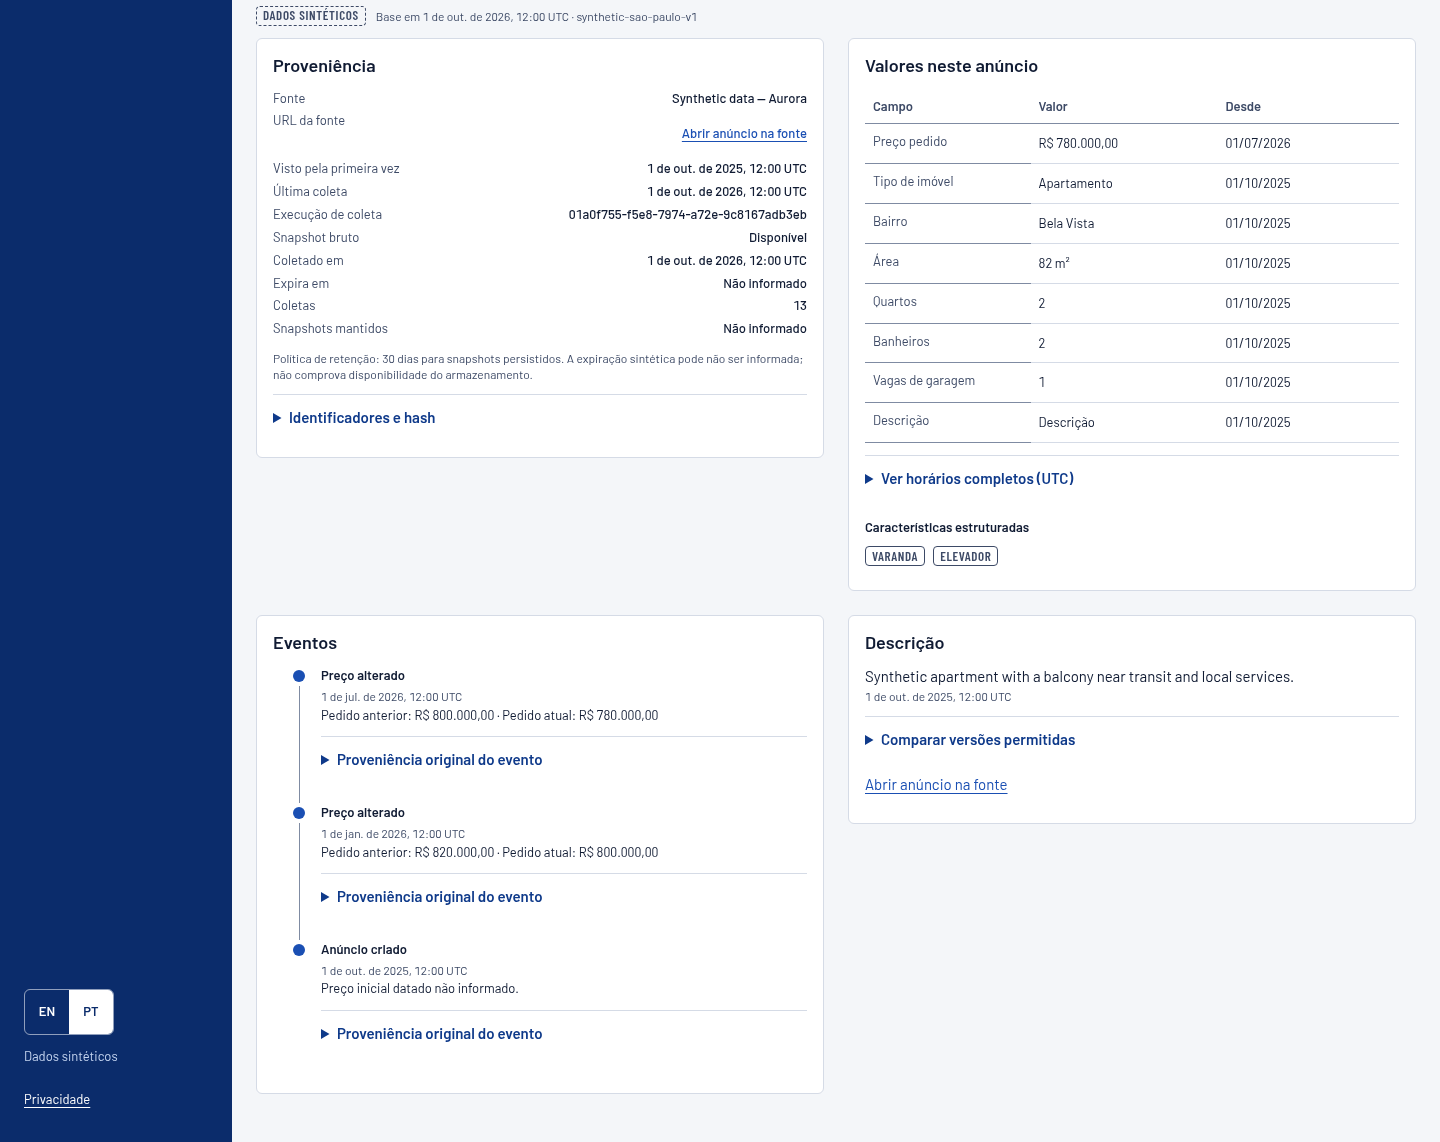 DADOS SINTÉTICOS Base em 1 de out. de 2026, 12:00 UTC · synthetic-sao-paulo-v1
Proveniência
Fonte Synthetic data — Aurora
URL da fonte
Abrir anúncio na fonte
Visto pela primeira vez 1 de out. de 2025, 12:00 UTC
Última coleta 1 de out. de 2026, 12:00 UTC
Execução de coleta 01a0f755-f5e8-7974-a72e-9c8167adb3eb
Snapshot bruto Disponível
Coletado em 1 de out. de 2026, 12:00 UTC
Expira em Não informado
Coletas 13
Snapshots mantidos Não informado
Política de retenção: 30 dias para snapshots persistidos. A expiração sintética pode não ser informada;
não comprova disponibilidade do armazenamento.
Identificadores e hash
Valores neste anúncio
Campo Valor Desde
Preço pedido R$ 780.000,00 01/07/2026
Tipo de imóvel Apartamento 01/10/2025
Bairro Bela Vista 01/10/2025
Área 82 m² 01/10/2025
Quartos 2 01/10/2025
Banheiros 2 01/10/2025
Vagas de garagem 1 01/10/2025
Descrição Descrição 01/10/2025
Ver horários completos (UTC)
Características estruturadas
VARANDA ELEVADOR
Eventos
Preço alterado
1 de jul. de 2026, 12:00 UTC
Pedido anterior: R$ 800.000,00 · Pedido atual: R$ 780.000,00
Proveniência original do evento
Preço alterado
1 de jan. de 2026, 12:00 UTC
Pedido anterior: R$ 820.000,00 · Pedido atual: R$ 800.000,00
Proveniência original do evento
Anúncio criado
1 de out. de 2025, 12:00 UTC
Preço inicial datado não informado.
Proveniência original do evento
Descrição
Synthetic apartment with a balcony near transit and local services.
1 de out. de 2025, 12:00 UTC
Comparar versões permitidas
Abrir anúncio na fonte
EN PT
Dados sintéticos
Privacidade